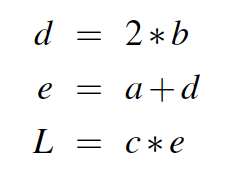 d = 2∗b
e = a+d
L = c∗e